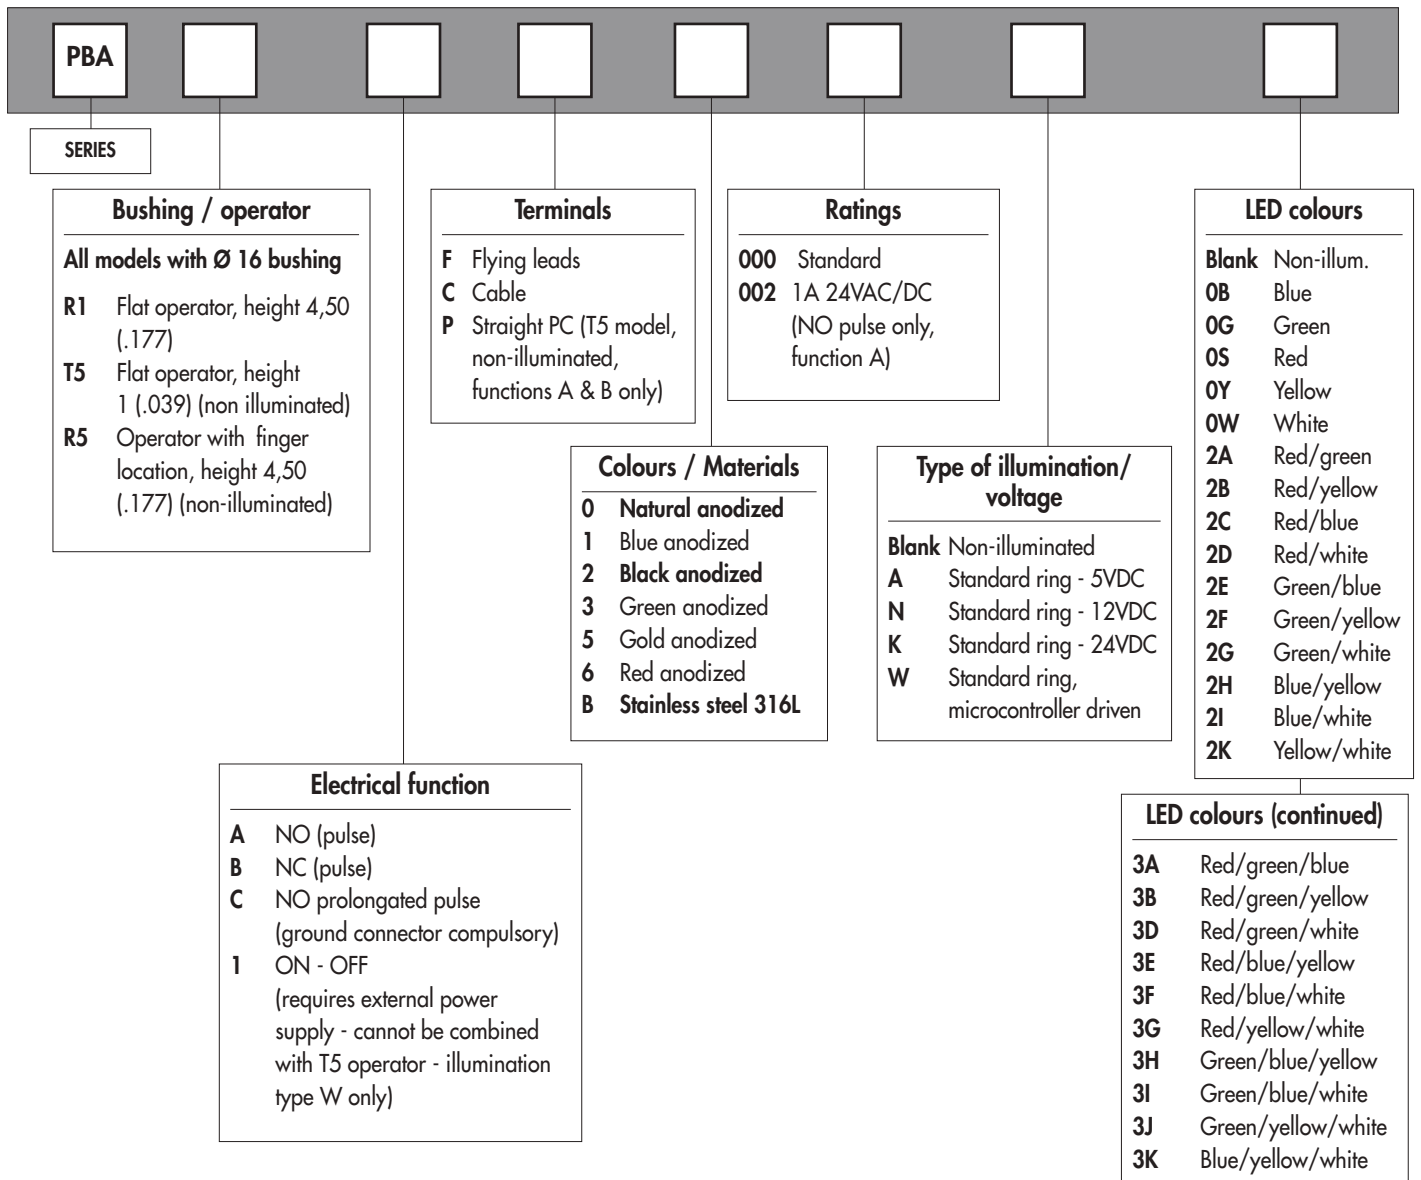 PBA
SERIES
Bushing / operator
All models with Ø 16 bushing
R1 Flat operator, height 4,50
(.177)
T5 Flat operator, height
1 (.039) (non illuminated)
R5 Operator with finger
location, height 4,50
(.177) (non-illuminated)
Terminals
F Flying leads
C Cable
P Straight PC (T5 model,
non-illuminated,
functions A & B only)
Ratings
000 Standard
002 1A 24VAC/DC
(NO pulse only,
function A)
LED colours
Blank Non-illum.
0B Blue
0G Green
0S Red
0Y Yellow
0W White
2A Red/green
2B Red/yellow
2C Red/blue
2D Red/white
2E Green/blue
2F Green/yellow
2G Green/white
2H Blue/yellow
2I Blue/white
2K Yellow/white
Colours / Materials
0 Natural anodized
1 Blue anodized
2 Black anodized
3 Green anodized
5 Gold anodized
6 Red anodized
B Stainless steel 316L
Type of illumination/
voltage
Blank Non-illuminated
A Standard ring - 5VDC
N Standard ring - 12VDC
K Standard ring - 24VDC
W Standard ring,
microcontroller driven
Electrical function
A NO (pulse)
B NC (pulse)
C NO prolongated pulse
(ground connector compulsory)
1 ON - OFF
(requires external power
supply - cannot be combined
with T5 operator - illumination
type W only)
LED colours (continued)
3A Red/green/blue
3B Red/green/yellow
3D Red/green/white
3E Red/blue/yellow
3F Red/blue/white
3G Red/yellow/white
3H Green/blue/yellow
3I Green/blue/white
3J Green/yellow/white
3K Blue/yellow/white